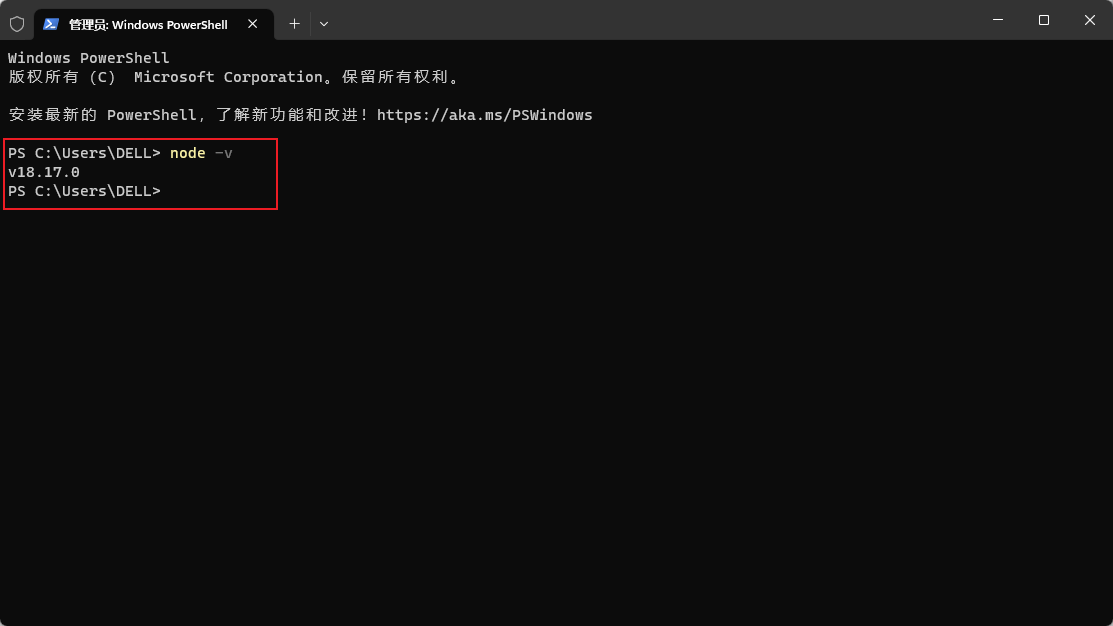 管理员: Windows PowerShell
Windows PowerShell
版权所有 (C)  Microsoft Corporation。保留所有权利。
安装最新的 PowerShell，了解新功能和改进！https://aka.ms/PSWindows
PS C:\Users\DELL> node -v
v18.17.0
PS C:\Users\DELL>